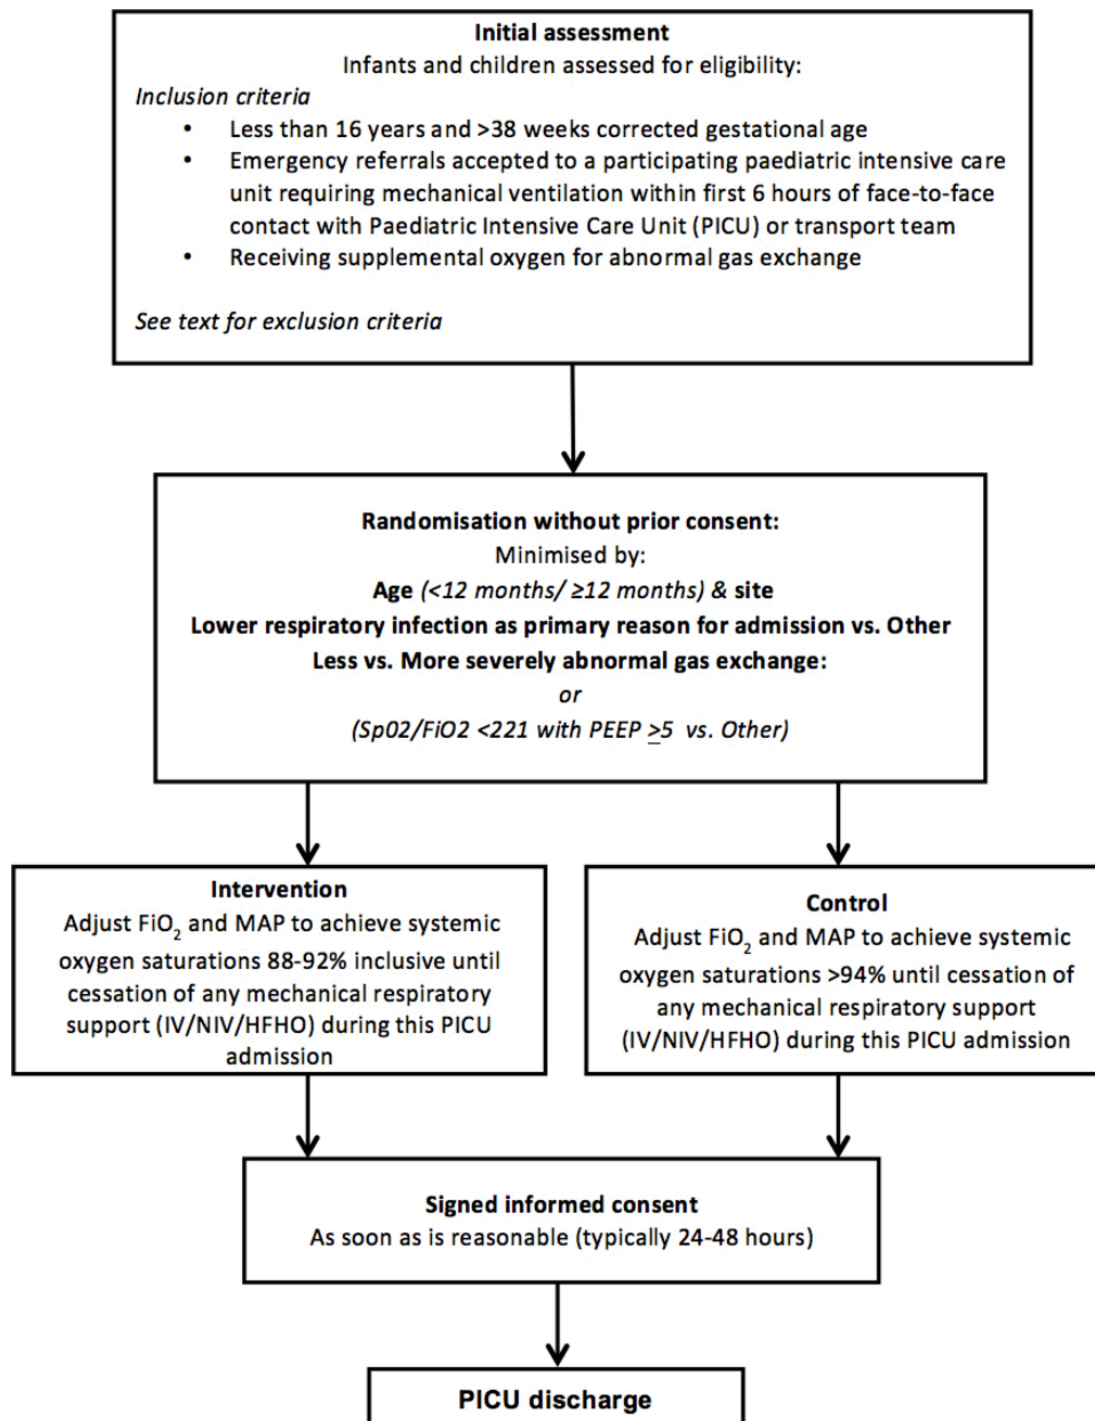 Initial assessment
Infants and children assessed for eligibility:
Inclusion criteria
• Less than 16 years and >38 weeks corrected gestational age
• Emergency referrals accepted to a participating paediatric intensive care
unit requiring mechanical ventilation within first 6 hours of face-to-face
contact with Paediatric Intensive Care Unit (PICU) or transport team
• Receiving supplemental oxygen for abnormal gas exchange
See text for exclusion criteria
Randomisation without prior consent:
Minimised by:
Age (<12 months/ ≥12 months) & site
Lower respiratory infection as primary reason for admission vs. Other
Less vs. More severely abnormal gas exchange:
or
(Sp02/FiO2 <221 with PEEP ≥5 vs. Other)
Intervention
Adjust FiO₂ and MAP to achieve systemic
oxygen saturations 88-92% inclusive until
cessation of any mechanical respiratory
support (IV/NIV/HFHO) during this PICU
admission
Control
Adjust FiO₂ and MAP to achieve systemic
oxygen saturations >94% until cessation of
any mechanical respiratory support
(IV/NIV/HFHO) during this PICU admission
Signed informed consent
As soon as is reasonable (typically 24-48 hours)
PICU discharge